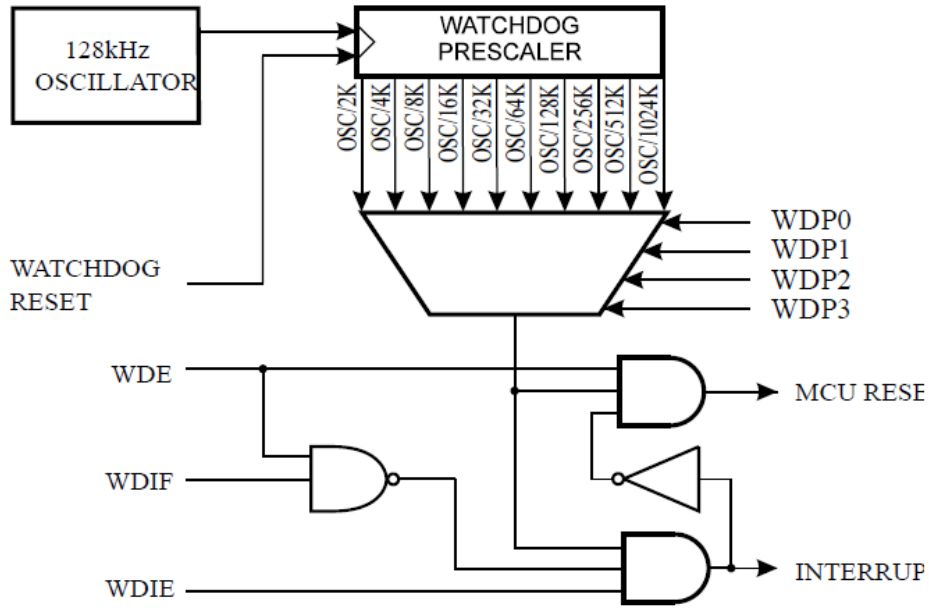 128kHz
OSCILLATOR
WATCHDOG
PRESCALER
OSC/2K
OSC/4K
OSC/8K
OSC/16K
OSC/32K
OSC/64K
OSC/128K
OSC/256K
OSC/512K
OSC/1024K
WDP0
WDP1
WDP2
WDP3
WATCHDOG
RESET
WDE
MCU RESE
WDIF
WDIE
INTERRUP